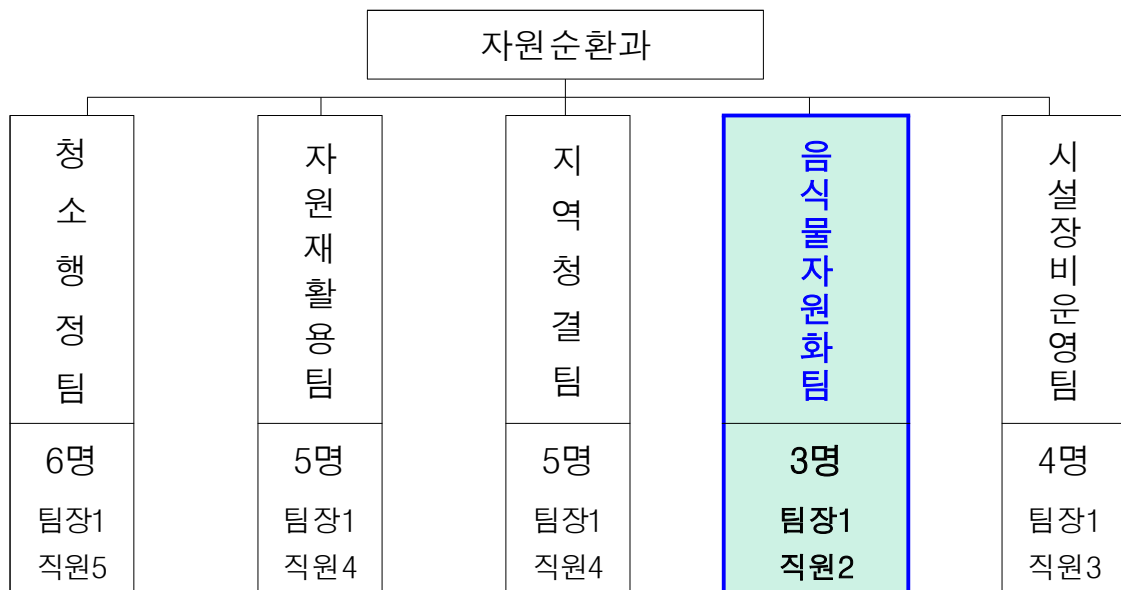 자원순환과
청소행정팀
자원재활용팀
지역청결팀
음식물자원화팀
시설장비운영팀
6명
5명
5명
3명
4명
팀장1
팀장1
팀장1
팀장1
팀장1
직원5
직원4
직원4
직원2
직원3